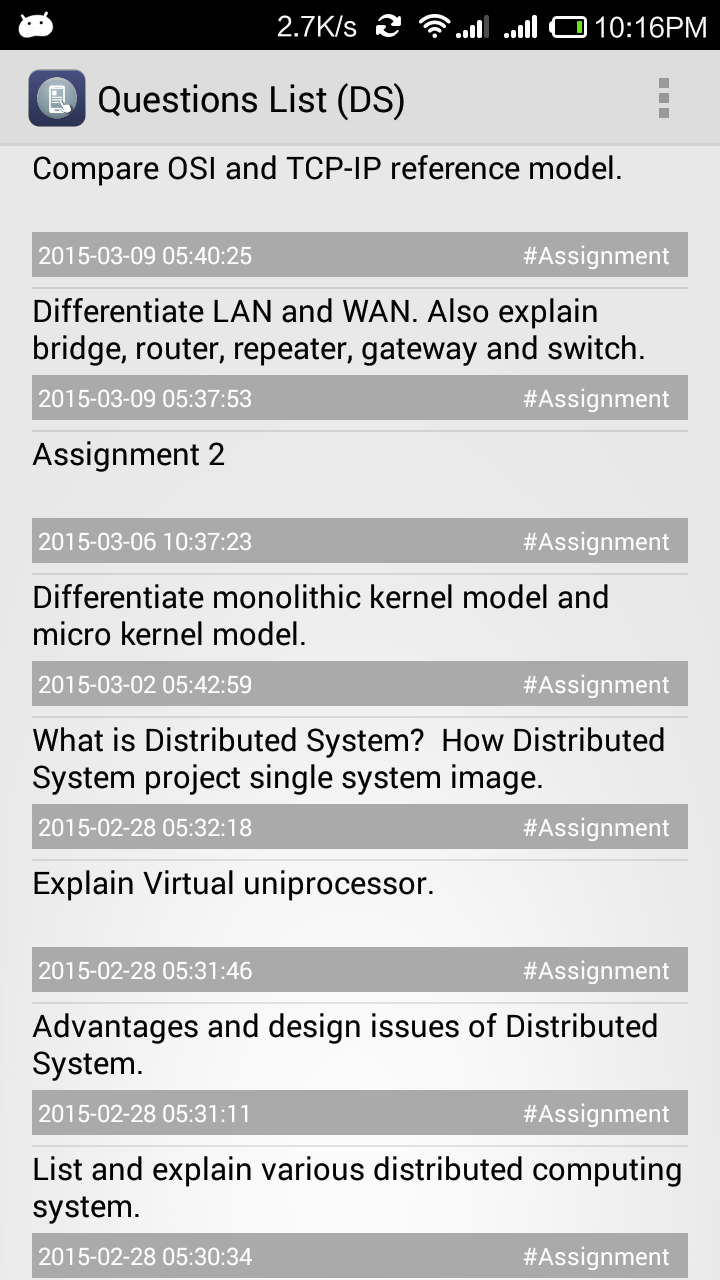 2.7K/s 10:16PM
Questions List (DS)
Compare OSI and TCP-IP reference model.
2015-03-09 05:40:25 #Assignment
Differentiate LAN and WAN. Also explain
bridge, router, repeater, gateway and switch.
2015-03-09 05:37:53 #Assignment
Assignment 2
2015-03-06 10:37:23 #Assignment
Differentiate monolithic kernel model and
micro kernel model.
2015-03-02 05:42:59 #Assignment
What is Distributed System?  How Distributed
System project single system image.
2015-02-28 05:32:18 #Assignment
Explain Virtual uniprocessor.
2015-02-28 05:31:46 #Assignment
Advantages and design issues of Distributed
System.
2015-02-28 05:31:11 #Assignment
List and explain various distributed computing
system.
2015-02-28 05:30:34 #Assignment